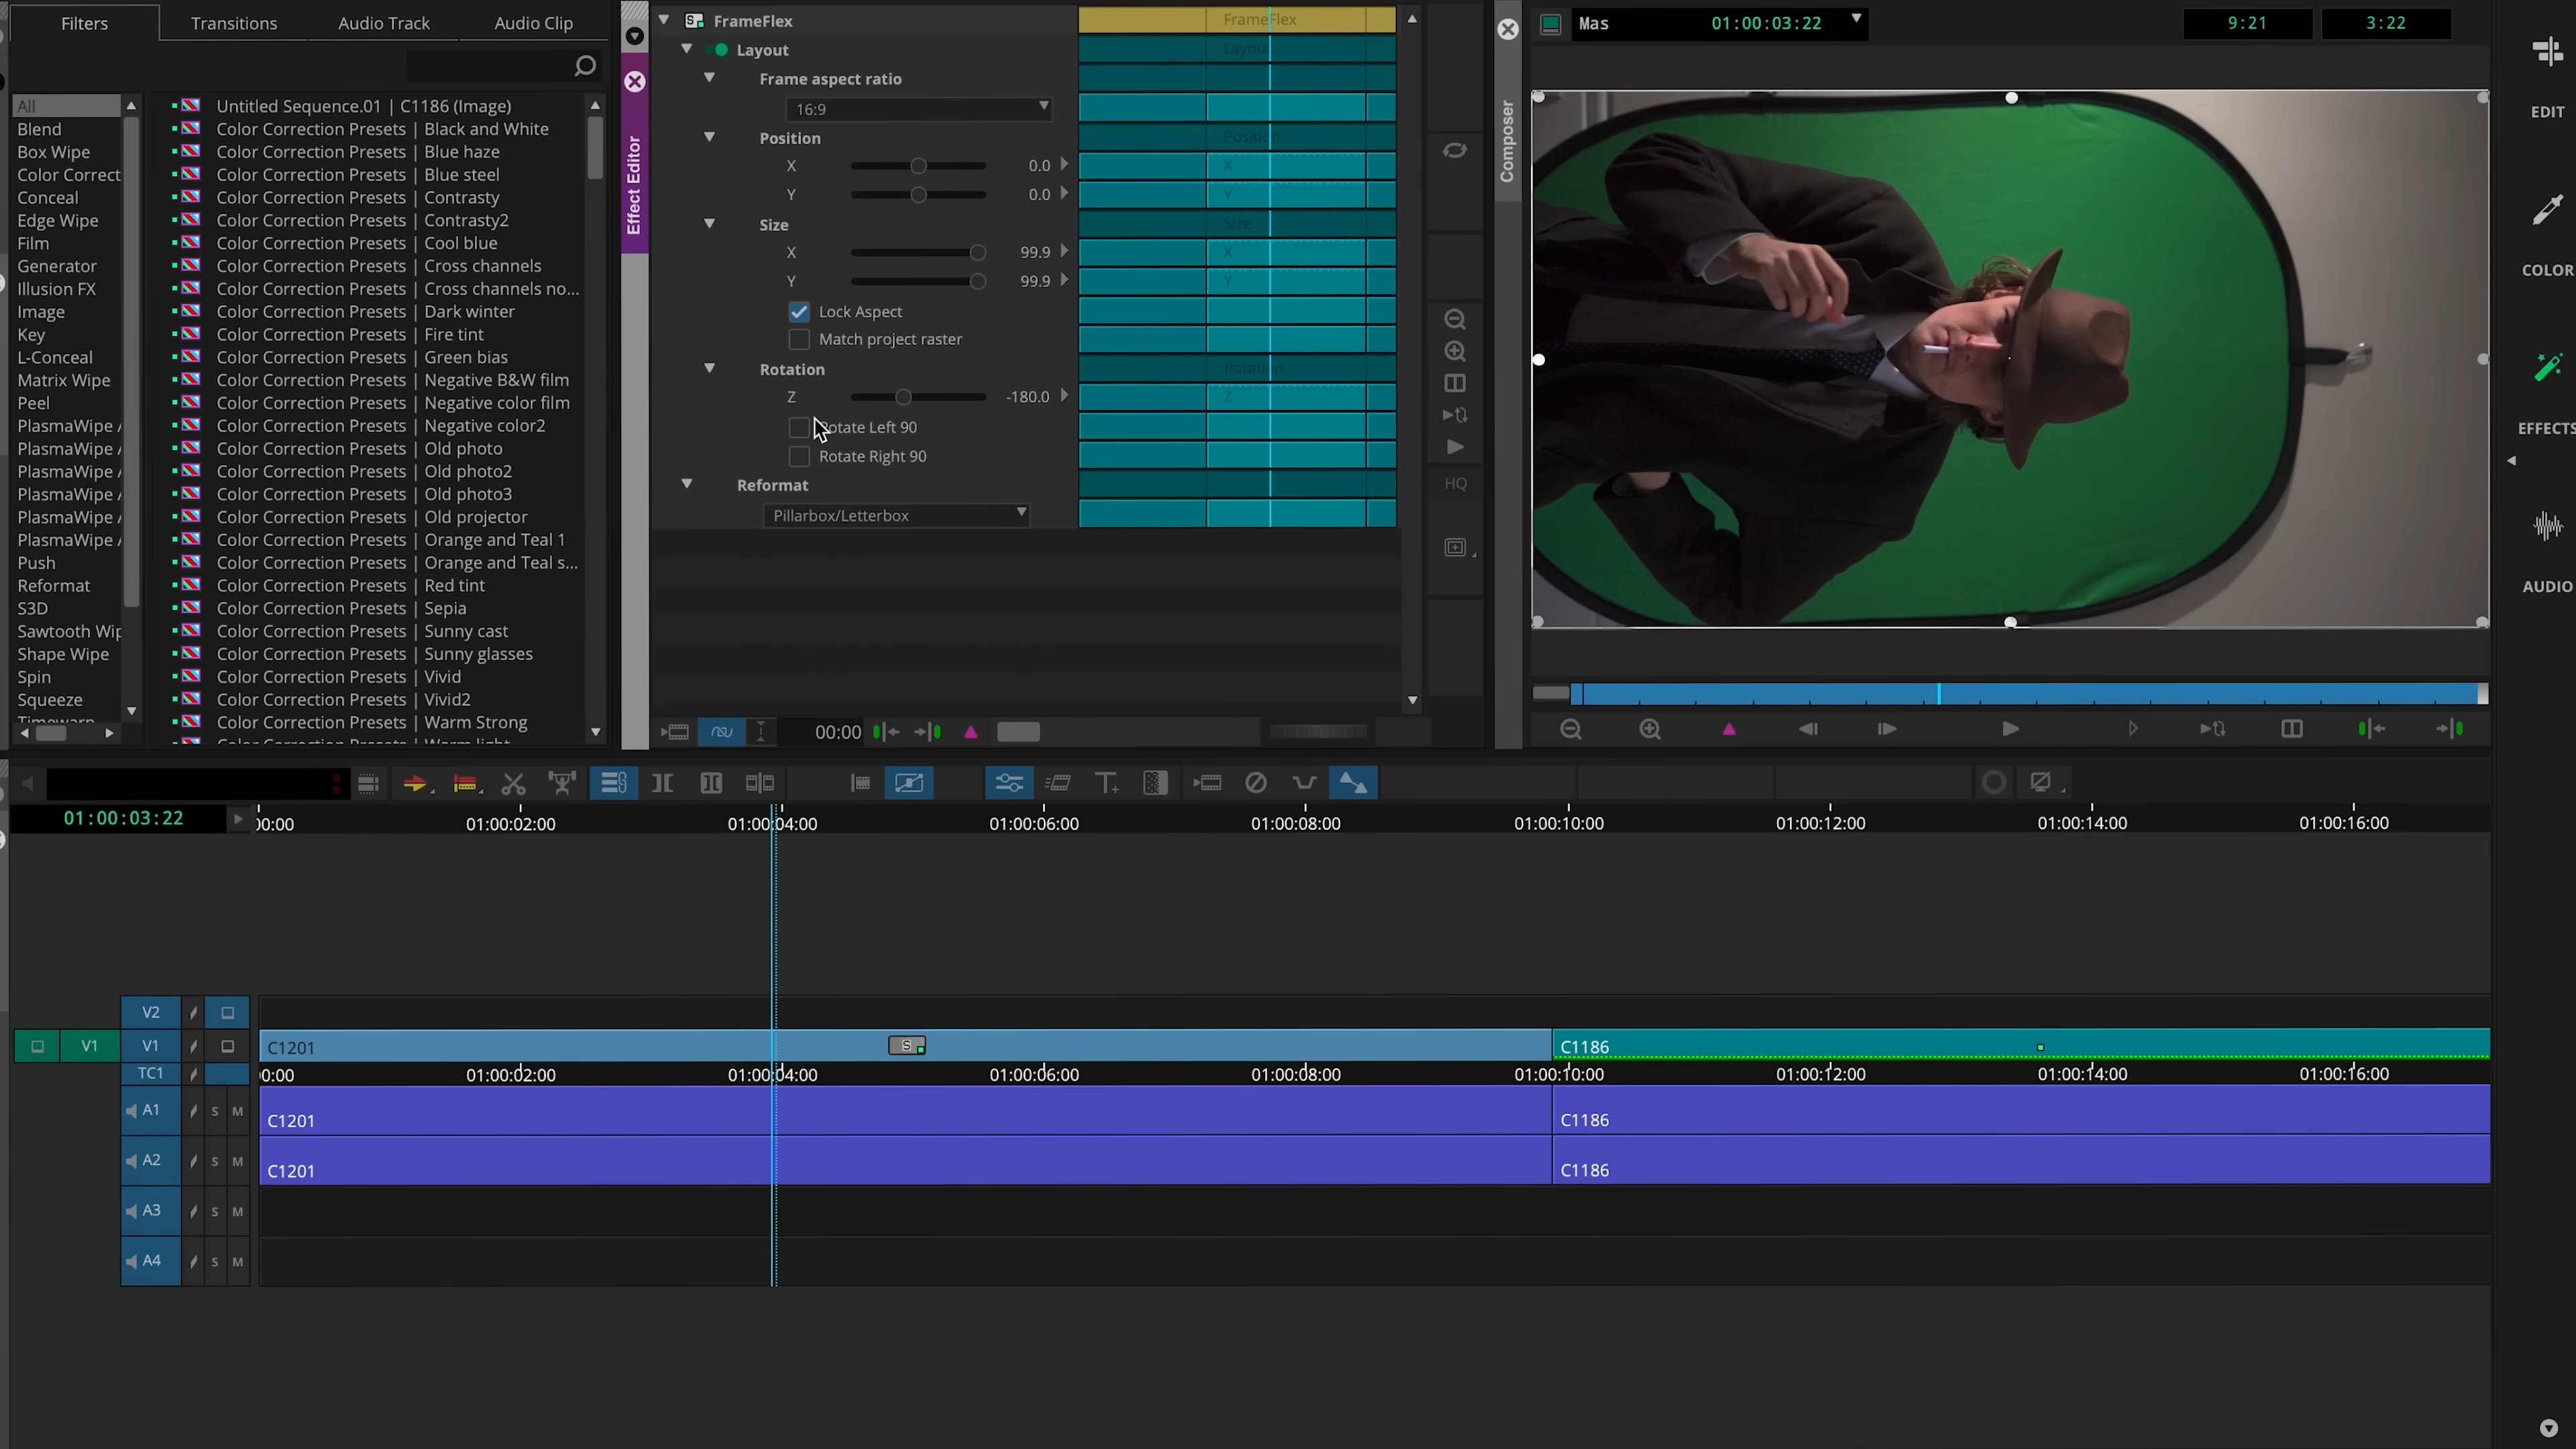 Filters Transitions Audio Track Audio Clip
All
Blend
Box Wipe
Color Correct
Conceal
Edge Wipe
Film
Generator
Illusion FX
Image
Key
L-Conceal
Matrix Wipe
Peel
PlasmaWipe
PlasmaWipe
PlasmaWipe
PlasmaWipe
PlasmaWipe
PlasmaWipe
Push
Reformat
S3D
Sawtooth Wip
Shape Wipe
Spin
Squeeze
Timewarp
Untitled Sequence.01 | C1186 (Image)
Color Correction Presets | Black and White
Color Correction Presets | Blue haze
Color Correction Presets | Blue steel
Color Correction Presets | Contrasty
Color Correction Presets | Contrasty2
Color Correction Presets | Cool blue
Color Correction Presets | Cross channels
Color Correction Presets | Cross channels no...
Color Correction Presets | Dark winter
Color Correction Presets | Fire tint
Color Correction Presets | Green bias
Color Correction Presets | Negative B&W film
Color Correction Presets | Negative color film
Color Correction Presets | Negative color2
Color Correction Presets | Old photo
Color Correction Presets | Old photo2
Color Correction Presets | Old photo3
Color Correction Presets | Old projector
Color Correction Presets | Orange and Teal 1
Color Correction Presets | Orange and Teal s...
Color Correction Presets | Red tint
Color Correction Presets | Sepia
Color Correction Presets | Sunny cast
Color Correction Presets | Sunny glasses
Color Correction Presets | Vivid
Color Correction Presets | Vivid2
Color Correction Presets | Warm Strong
Effect Editor
FrameFlex FrameFlex
Layout Layou
Frame aspect ratio
16:9
Position Position
X 0.0 X
Y 0.0 Y
Size Size
X 99.9 X
Y 99.9 Y
Lock Aspect
Match project raster
Rotation Rotation
Z -180.0 Z
otate Left 90
Rotate Right 90
Reformat
Pillarbox/Letterbox
HQ
00:00
Composer
Mas 01:00:03:22 9:21 3:22
EDIT
COLOR
EFFECTS
AUDIO
01:00:03:22
00:00 01:00:02:00 01:00:04:00 01:00:06:00 01:00:08:00 01:00:10:00 01:00:12:00 01:00:14:00 01:00:16:00
V2
V1 V1 C1201 S C1186
TC1 0:00 01:00:02:00 01:00:04:00 01:00:06:00 01:00:08:00 01:00:10:00 01:00:12:00 01:00:14:00 01:00:16:00
A1 S M C1201 C1186
A2 S M C1201 C1186
A3 S M
A4 S M